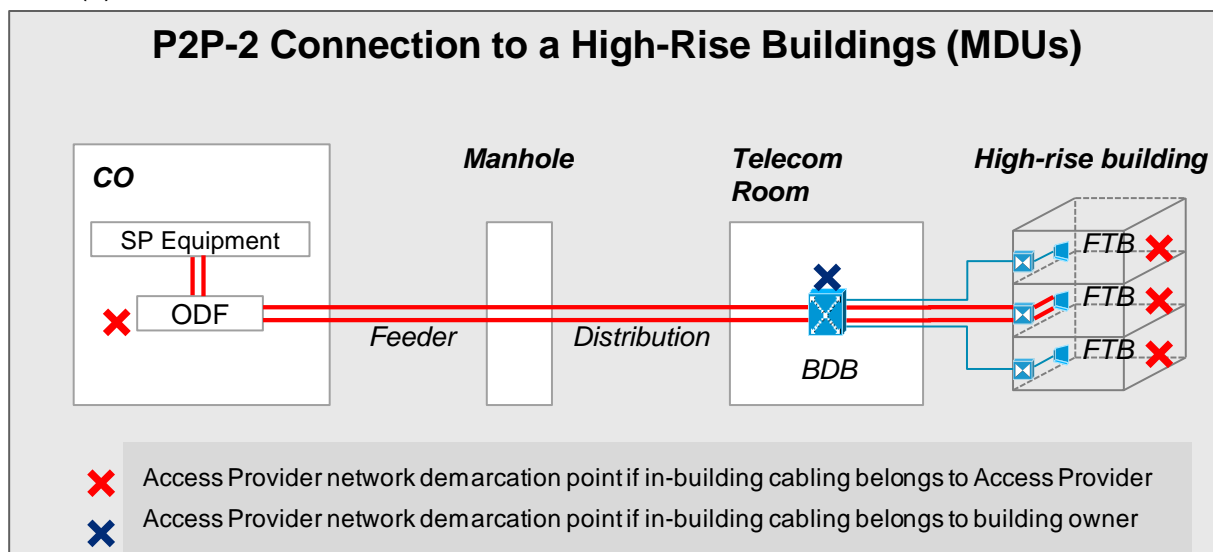 P2P-2 Connection to a High-Rise Buildings (MDUs)
CO
Manhole
Telecom
Room
High-rise building
SP Equipment
ODF
Feeder
Distribution
BDB
FTB
FTB
FTB
Access Provider network demarcation point if in-building cabling belongs to Access Provider
Access Provider network demarcation point if in-building cabling belongs to building owner